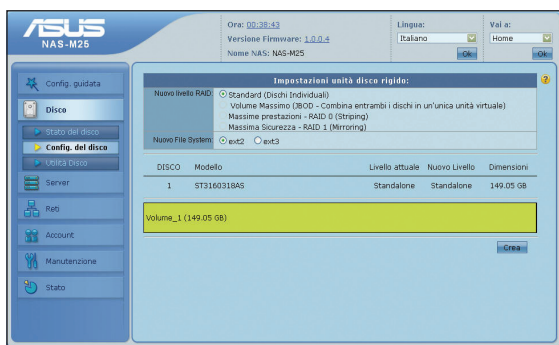 ASUS
NAS-M25
Ora: 00:38:43
Versione Firmware: 1.0.0.4
Nome NAS: NAS-M25
Lingua:
Italiano
Ok
Vai a:
Home
Ok
Config. guidata
Disco
Stato del disco
Config. del disco
Utilità Disco
Server
Reti
Account
Manutenzione
Stato
Impostazioni unità disco rigido:
Nuovo livello RAID: Standard (Dischi Individuali)
Volume Massimo (JBOD - Combina entrambi i dischi in un'unica unità virtuale)
Massime prestazioni - RAID 0 (Striping)
Massima Sicurezza - RAID 1 (Mirroring)
Nuovo File System: ext2 ext3
DISCO Modello Livello attuale Nuovo Livello Dimensioni
1 ST3160318AS Standalone Standalone 149.05 GB
Volume_1 (149.05 GB)
Crea